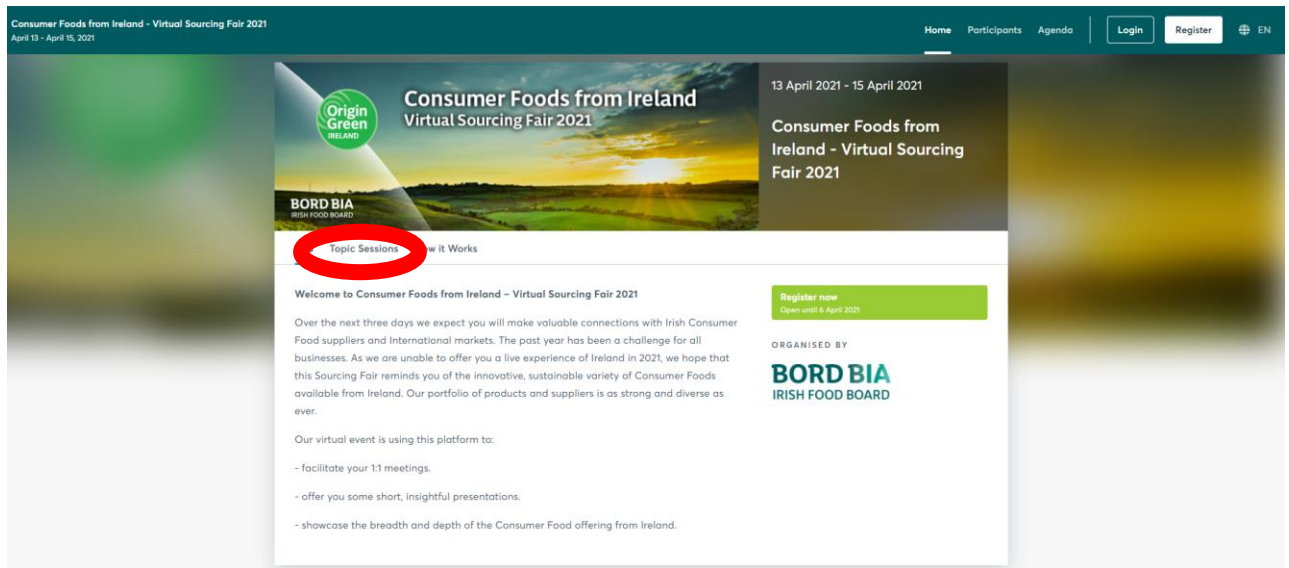 Consumer Foods from Ireland - Virtual Sourcing Fair 2021
April 13 - April 15, 2021
Home Participants Agenda Login Register EN
Origin
Green
IRELAND
Consumer Foods from Ireland
Virtual Sourcing Fair 2021
BORD BIA
IRISH FOOD BOARD
13 April 2021 - 15 April 2021
Consumer Foods from
Ireland - Virtual Sourcing
Fair 2021
Topic Sessions it Works
Welcome to Consumer Foods from Ireland – Virtual Sourcing Fair 2021
Over the next three days we expect you will make valuable connections with Irish Consumer
Food suppliers and International markets. The past year has been a challenge for all
businesses. As we are unable to offer you a live experience of Ireland in 2021, we hope that
this Sourcing Fair reminds you of the innovative, sustainable variety of Consumer Foods
available from Ireland. Our portfolio of products and suppliers is as strong and diverse as
ever.
Our virtual event is using this platform to:
- facilitate your 1:1 meetings.
- offer you some short, insightful presentations.
- showcase the breadth and depth of the Consumer Food offering from Ireland.
Register now
Open until 6 April 2021
ORGANISED BY
BORD BIA
IRISH FOOD BOARD